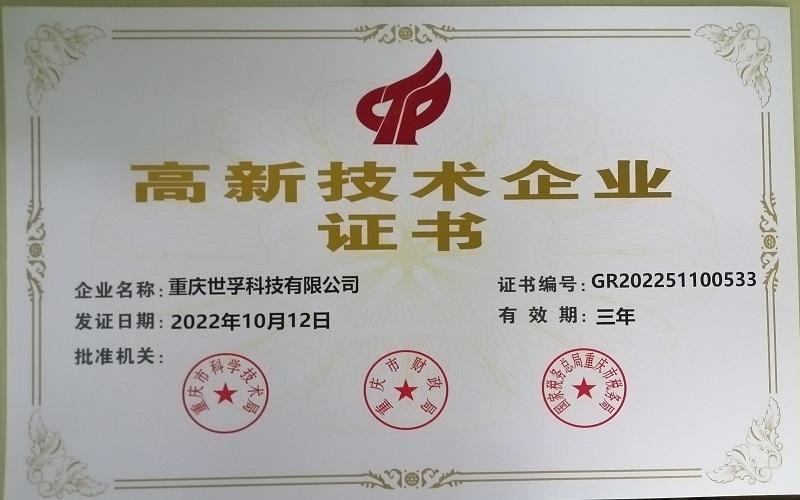 高新技术企业
证书
企业名称：重庆世孚科技有限公司
证书编号：GR202251100533
发证日期：2022年10月12日
有效期：三年
批准机关：
重庆市科学技术局
重庆市财政局
国家税务总局重庆市税务局